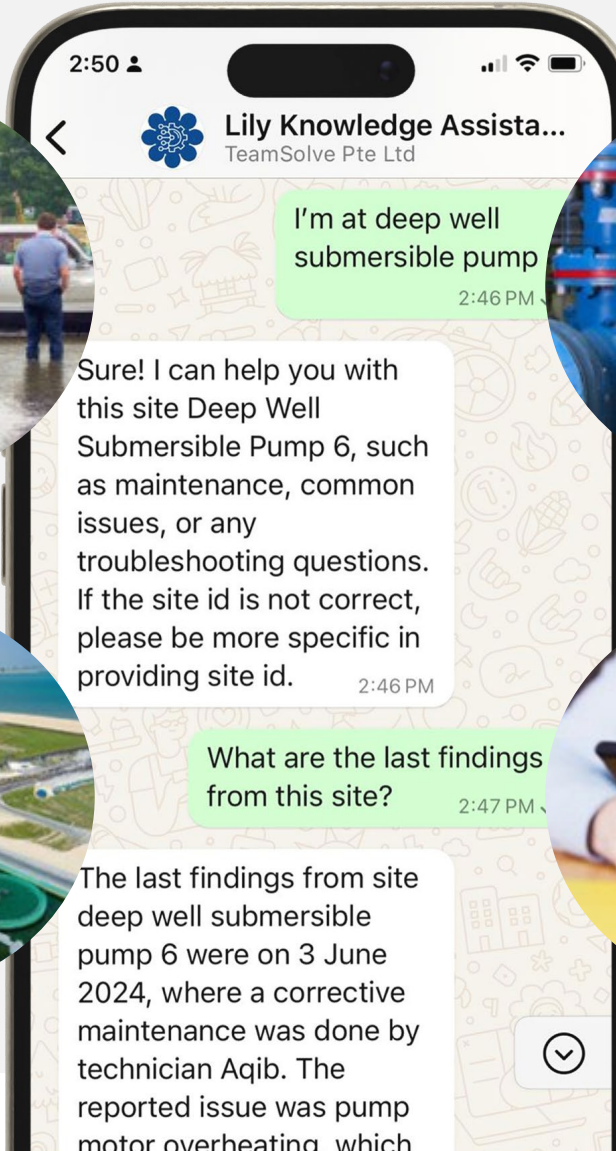 2:50
Lily Knowledge Assista...
TeamSolve Pte Ltd
I'm at deep well
submersible pump
2:46 PM
Sure! I can help you with
this site Deep Well
Submersible Pump 6, such
as maintenance, common
issues, or any
troubleshooting questions.
If the site id is not correct,
please be more specific in
providing site id.
2:46 PM
What are the last findings
from this site?
2:47 PM
The last findings from site
deep well submersible
pump 6 were on 3 June
2024, where a corrective
maintenance was done by
technician Aqib. The
reported issue was pump
motor overheating, which